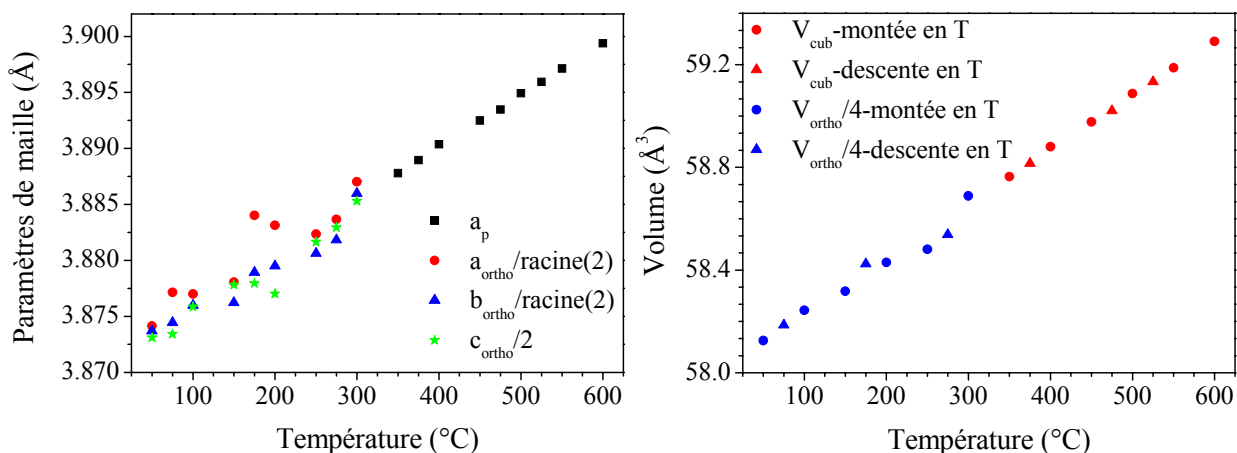 Paramètres de maille (Å)
3.900
3.895
3.890
3.885
3.880
3.875
3.870
a_p
a_ortho/racine(2)
b_ortho/racine(2)
c_ortho/2
100 200 300 400 500 600
Température (°C)
Volume (Å³)
59.2
58.8
58.4
58.0
V_cub-montée en T
V_cub-descente en T
V_ortho/4-montée en T
V_ortho/4-descente en T
100 200 300 400 500 600
Température (°C)